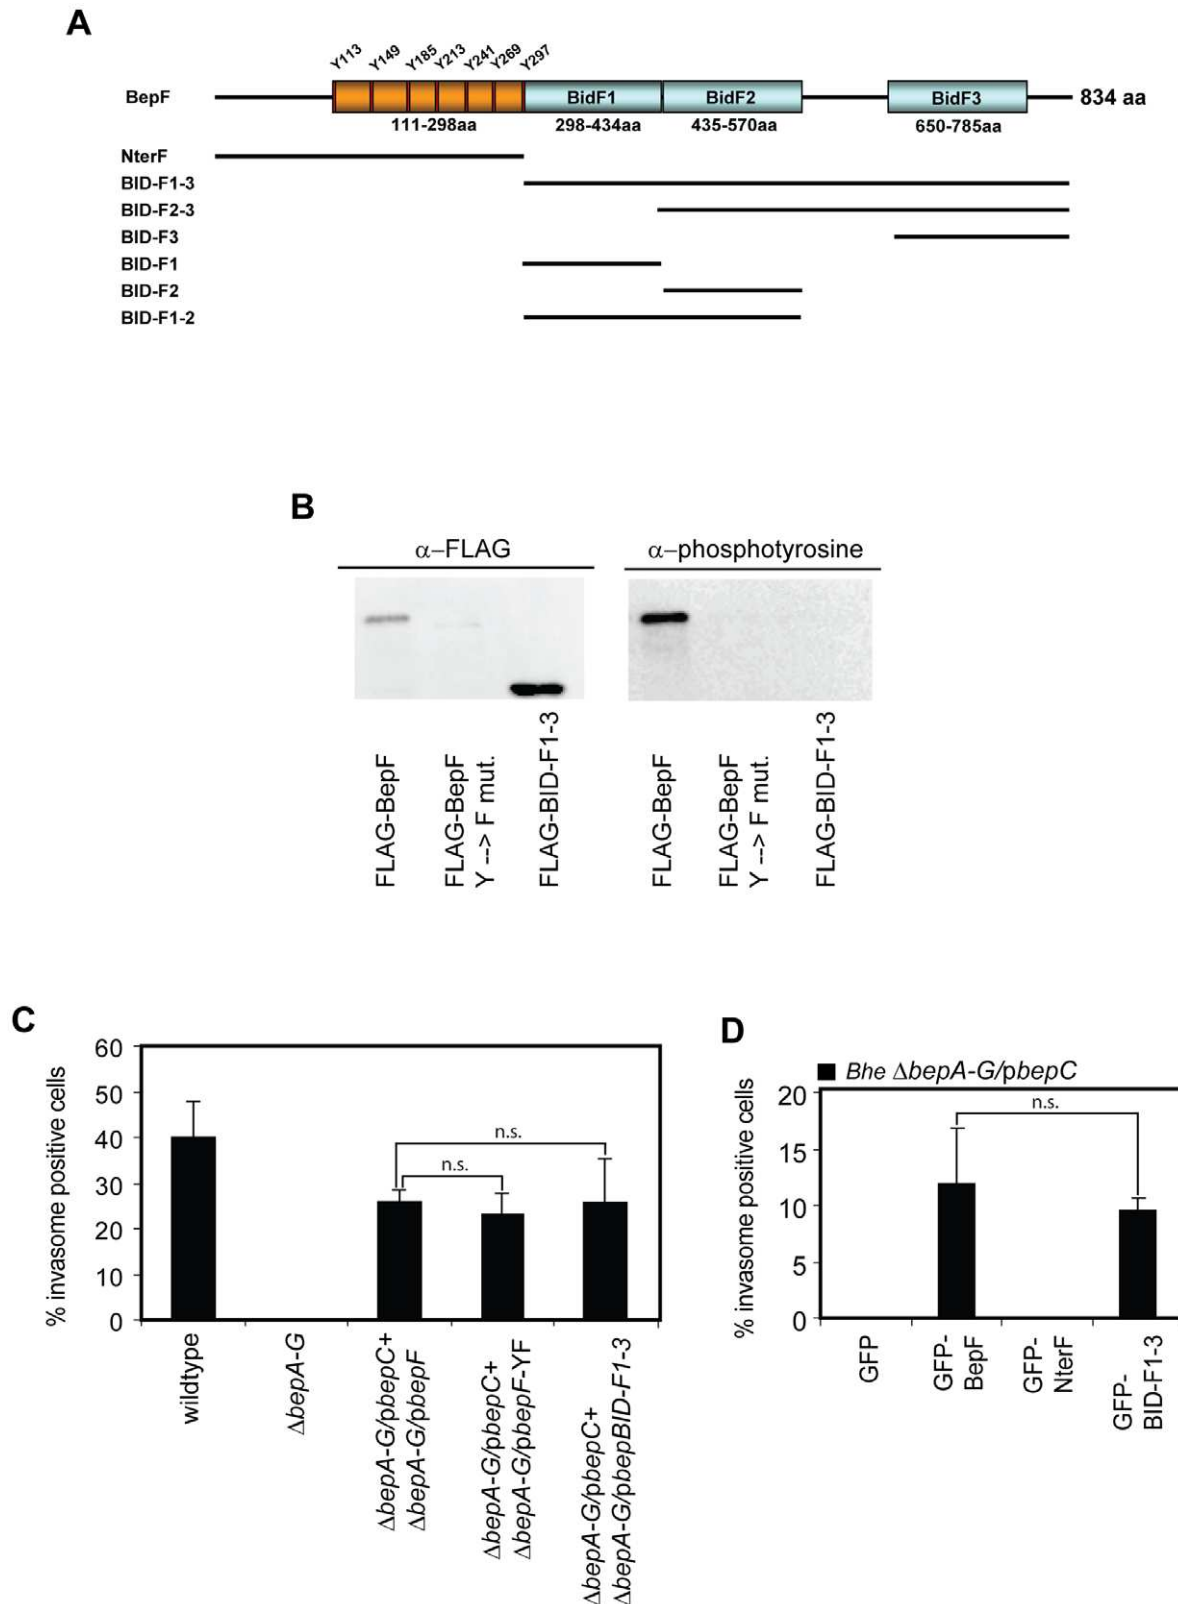 A
Y113 Y149 Y185 Y213 Y241 Y269 Y297
BepF BidF1 BidF2 BidF3 834 aa
111-298aa 298-434aa 435-570aa 650-785aa
NterF
BID-F1-3
BID-F2-3
BID-F3
BID-F1
BID-F2
BID-F1-2
B
α–FLAG α–phosphotyrosine
FLAG-BepF
FLAG-BepF
Y --> F mut.
FLAG-BID-F1-3
FLAG-BepF
FLAG-BepF
Y --> F mut.
FLAG-BID-F1-3
C
% invasome positive cells
60
50
40
30
20
10
0
n.s.
n.s.
wildtype
ΔbepA-G
ΔbepA-G/pbepC+
ΔbepA-G/pbepF
ΔbepA-G/pbepC+
ΔbepA-G/pbepF-YF
ΔbepA-G/pbepC+
ΔbepA-G/pbepBID-F1-3
D
Bhe ΔbepA-G/pbepC
% invasome positive cells
20
15
10
5
0
n.s.
GFP
GFP-
BepF
GFP-
NterF
GFP-
BID-F1-3